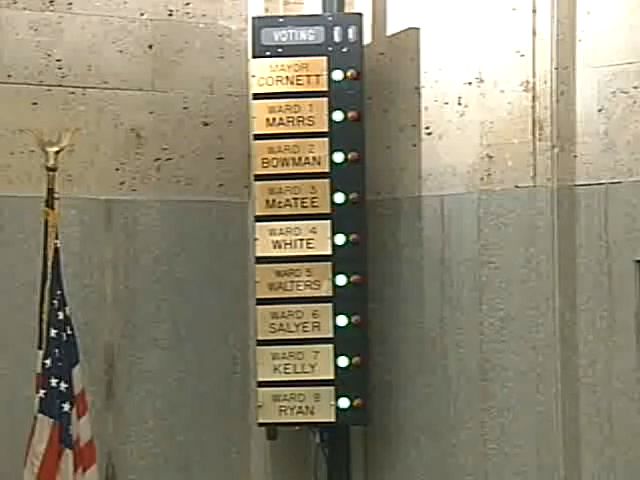 VOTING
MAYOR
CORNETT
WARD 1
MARRS
WARD 2
BOWMAN
WARD 3
McATEE
WARD 4
WHITE
WARD 5
WALTERS
WARD 6
SALYER
WARD 7
KELLY
WARD 8
RYAN